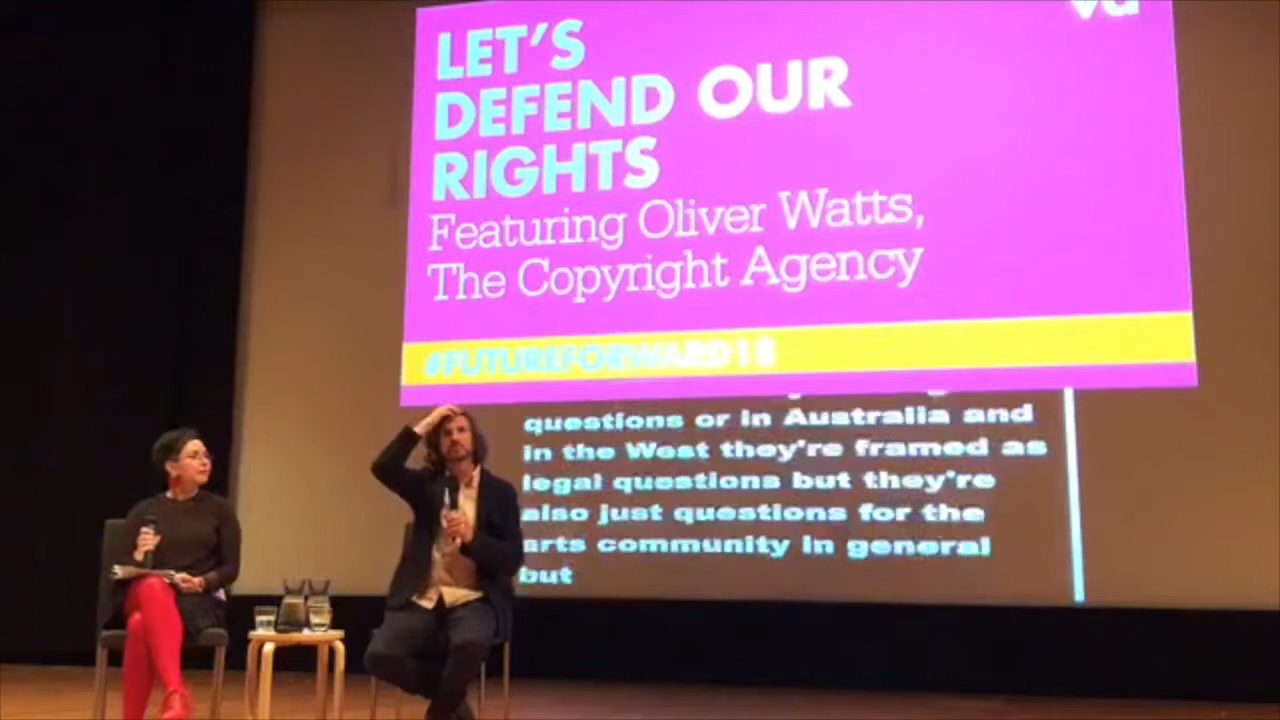 LET'S
DEFEND OUR
RIGHTS
Featuring Oliver Watts,
The Copyright Agency
#FUTUREFORWARD18
questions or in Australia and
in the West they're framed as
legal questions but they're
also just questions for the
arts community in general
but